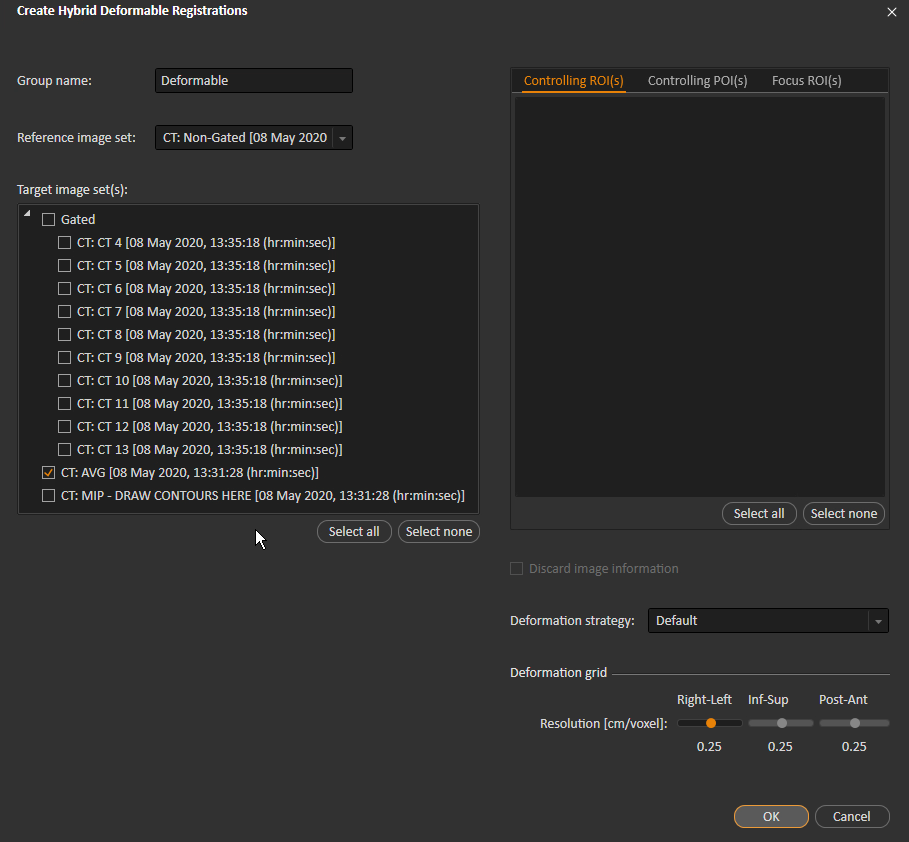 Create Hybrid Deformable Registrations
Group name: Deformable
Reference image set: CT: Non-Gated [08 May 2020
Target image set(s):
Gated
CT: CT 4 [08 May 2020, 13:35:18 (hr:min:sec)]
CT: CT 5 [08 May 2020, 13:35:18 (hr:min:sec)]
CT: CT 6 [08 May 2020, 13:35:18 (hr:min:sec)]
CT: CT 7 [08 May 2020, 13:35:18 (hr:min:sec)]
CT: CT 8 [08 May 2020, 13:35:18 (hr:min:sec)]
CT: CT 9 [08 May 2020, 13:35:18 (hr:min:sec)]
CT: CT 10 [08 May 2020, 13:35:18 (hr:min:sec)]
CT: CT 11 [08 May 2020, 13:35:18 (hr:min:sec)]
CT: CT 12 [08 May 2020, 13:35:18 (hr:min:sec)]
CT: CT 13 [08 May 2020, 13:35:18 (hr:min:sec)]
CT: AVG [08 May 2020, 13:31:28 (hr:min:sec)]
CT: MIP - DRAW CONTOURS HERE [08 May 2020, 13:31:28 (hr:min:sec)]
Select all Select none
Controlling ROI(s) Controlling POI(s) Focus ROI(s)
Select all Select none
Discard image information
Deformation strategy: Default
Deformation grid
Right-Left Inf-Sup Post-Ant
Resolution [cm/voxel]:
0.25 0.25 0.25
OK Cancel